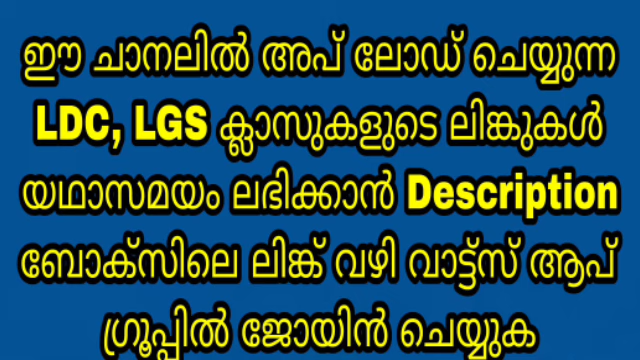 ഈ ചാനലിൽ അപ് ലോഡ് ചെയ്യുന്ന
LDC, LGS ക്ലാസുകളുടെ ലിങ്കുകൾ
യഥാസമയം ലഭിക്കാൻ Description
ബോക്സിലെ ലിങ്ക് വഴി വാട്ട്സ് ആപ്
ഗ്രൂപ്പിൽ ജോയിൻ ചെയ്യുക